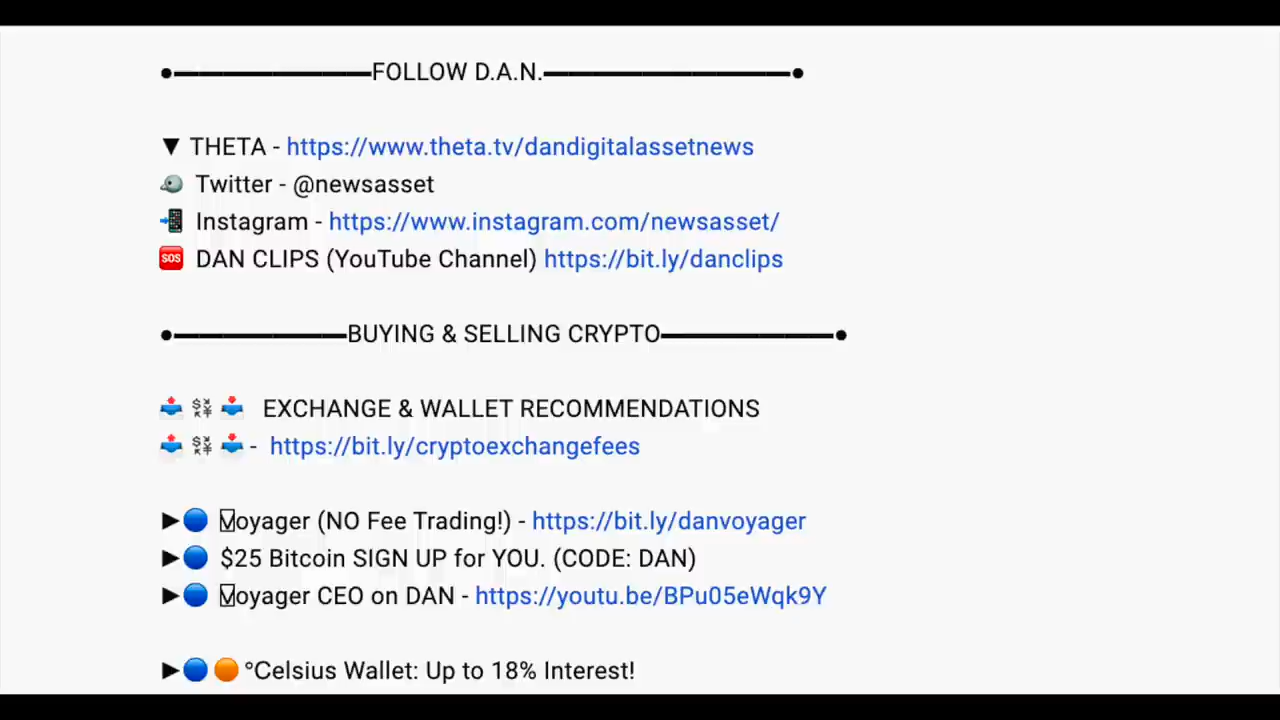 ●▬▬▬▬▬▬▬▬FOLLOW D.A.N.▬▬▬▬▬▬▬▬▬▬●
▼ THETA - https://www.theta.tv/dandigitalassetnews
🐦 Twitter - @newsasset
📲 Instagram - https://www.instagram.com/newsasset/
🆘 DAN CLIPS (YouTube Channel) https://bit.ly/danclips
●▬▬▬▬▬▬▬BUYING & SELLING CRYPTO▬▬▬▬▬▬▬●
📤 💱 📤 EXCHANGE & WALLET RECOMMENDATIONS
📤 💱 📤 - https://bit.ly/cryptoexchangefees
►🔵 Voyager (NO Fee Trading!) - https://bit.ly/danvoyager
►🔵 $25 Bitcoin SIGN UP for YOU. (CODE: DAN)
►🔵 Voyager CEO on DAN - https://youtu.be/BPu05eWqk9Y
►🔵 🟠 °Celsius Wallet: Up to 18% Interest!